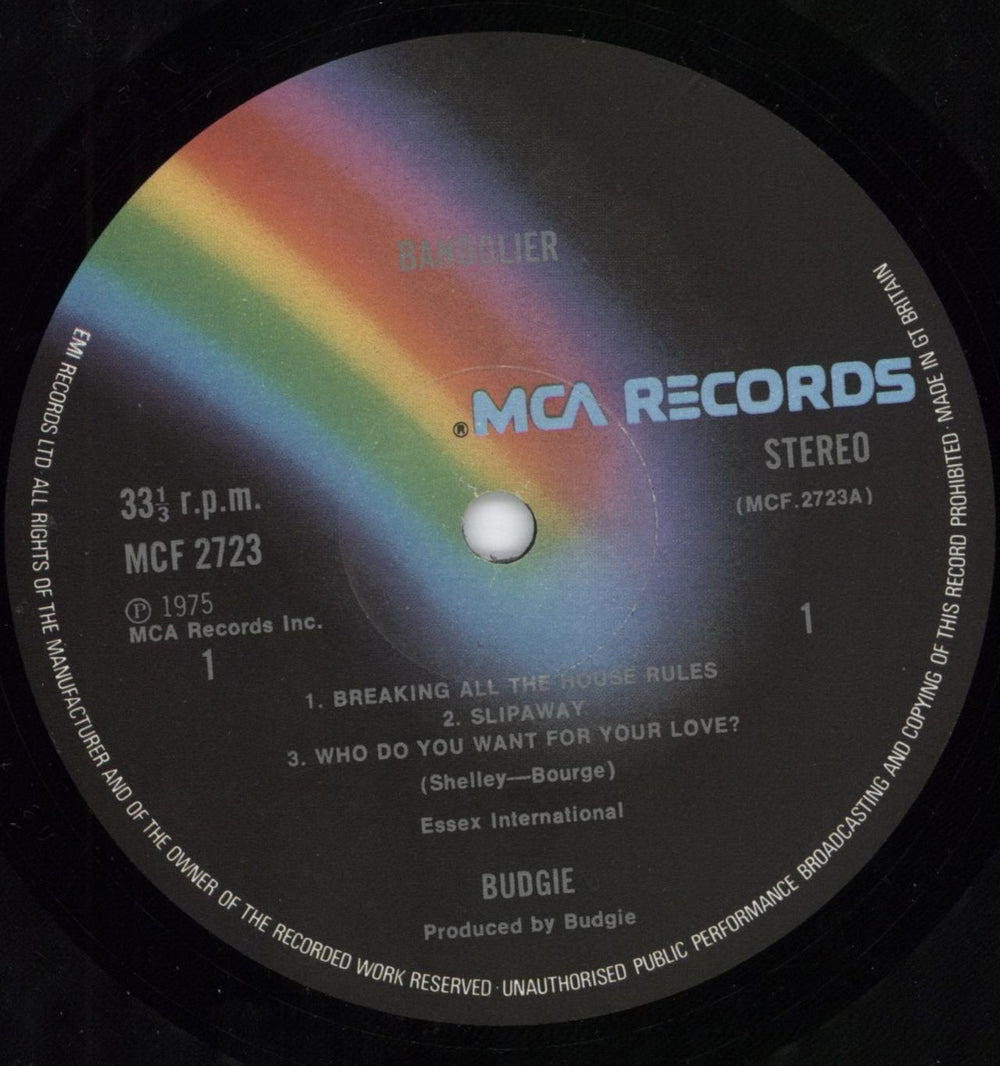 BANDOLIER
® MCA RECORDS
STEREO
(MCF.2723A)
33⅓ r.p.m.
MCF 2723
℗ 1975
MCA Records Inc.
1
1
1. BREAKING ALL THE HOUSE RULES
2. SLIPAWAY
3. WHO DO YOU WANT FOR YOUR LOVE?
(Shelley—Bourge)
Essex International
BUDGIE
Produced by Budgie
EMI RECORDS LTD · ALL RIGHTS OF THE MANUFACTURER AND OF THE OWNER OF THE RECORDED WORK RESERVED · UNAUTHORISED PUBLIC PERFORMANCE BROADCASTING AND COPYING OF THIS RECORD PROHIBITED · MADE IN GT BRITAIN